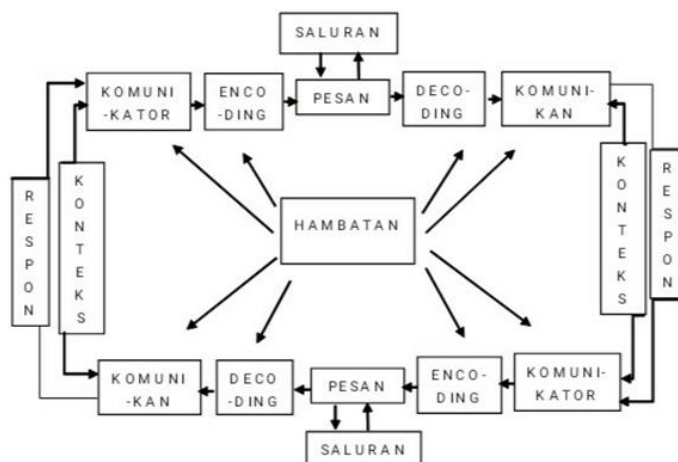 SALURAN
KOMUNI
-KATOR
ENC
O-
DING
PESAN
DECO-
DING
KOMUNI-
KAN
R
E
S
P
O
N
K
O
N
T
E
K
S
HAMBATAN
K
O
N
T
E
K
S
R
E
S
P
O
N
KOMUNI
-KAN
DECO
-DING
PESAN
ENCO-
DING
KOMUNI-
KATOR
SALURAN